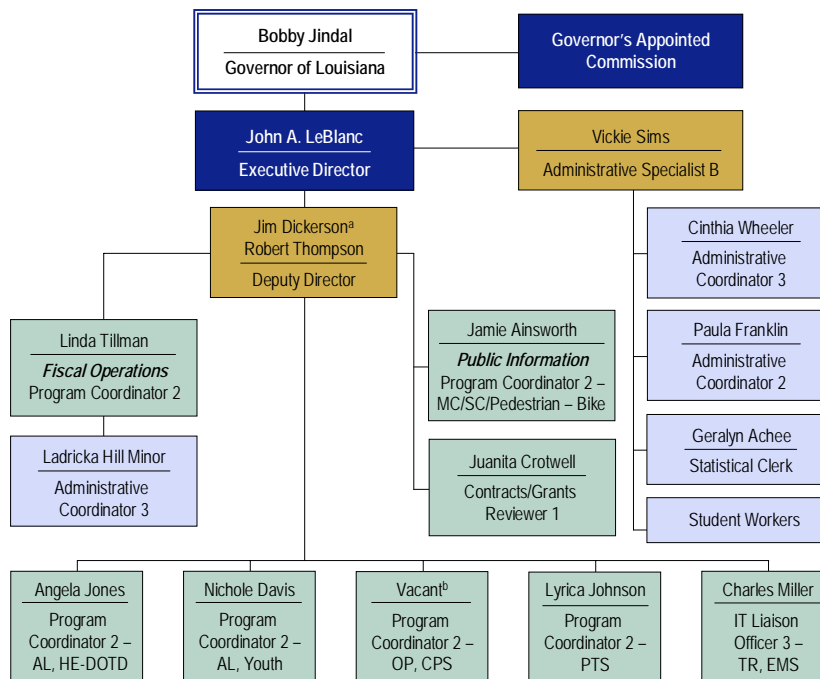 Bobby Jindal
Governor of Louisiana
Governor's Appointed
Commission
John A. LeBlanc
Executive Director
Vickie Sims
Administrative Specialist B
Jim Dickersonᵃ
Robert Thompson
Deputy Director
Cinthia Wheeler
Administrative
Coordinator 3
Linda Tillman
Fiscal Operations
Program Coordinator 2
Jamie Ainsworth
Public Information
Program Coordinator 2 –
MC/SC/Pedestrian – Bike
Paula Franklin
Administrative
Coordinator 2
Ladricka Hill Minor
Administrative
Coordinator 3
Juanita Crotwell
Contracts/Grants
Reviewer 1
Geralyn Achee
Statistical Clerk
Student Workers
Angela Jones
Program
Coordinator 2 –
AL, HE-DOTD
Nichole Davis
Program
Coordinator 2 –
AL, Youth
Vacantᵇ
Program
Coordinator 2 –
OP, CPS
Lyrica Johnson
Program
Coordinator 2 –
PTS
Charles Miller
IT Liaison
Officer 3 –
TR, EMS